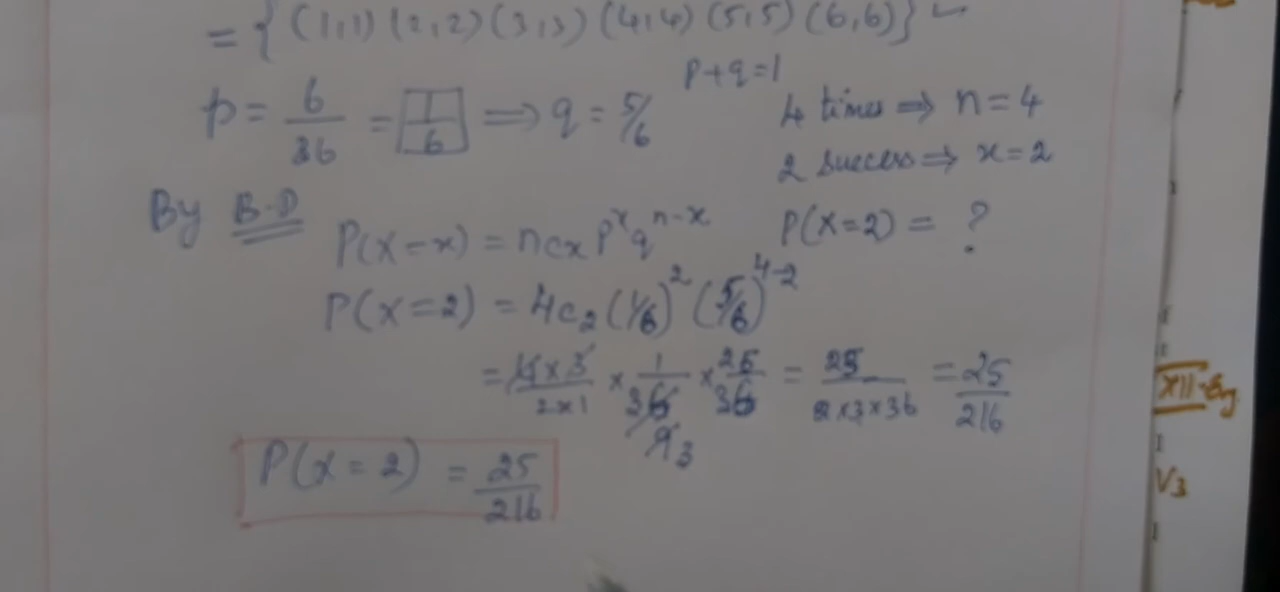 = { (1,1) (2,2) (3,3) (4,4) (5,5) (6,6) } ✓
p = 6/36 = 1/6 ⟹ q = 5/6
p+q=1
4 times ⟹ n = 4
2 success ⟹ x = 2
By B-D
P(X=x) = ncx p^x q^(n-x)
P(X=2) = ?
P(X=2) = 4c2 (1/6)^2 (5/6)^(4-2)
= 4×3/2×1 × 1/36 × 25/36 = 25/2×3×36 = 25/216
9 3
P(X=2) = 25/216
XII-
V3